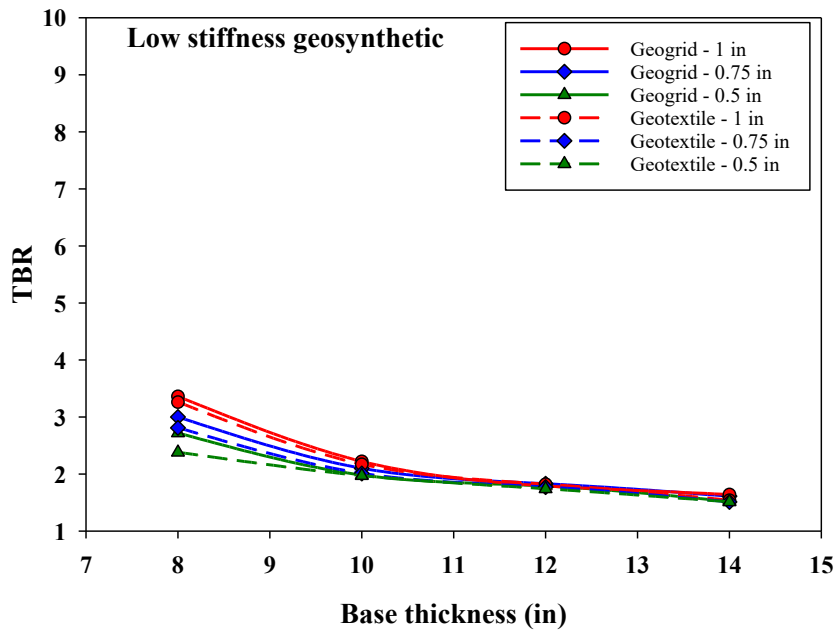 Low stiffness geosynthetic
Geogrid - 1 in
Geogrid - 0.75 in
Geogrid - 0.5 in
Geotextile - 1 in
Geotextile - 0.75 in
Geotextile - 0.5 in
TBR
10
9
8
7
6
5
4
3
2
1
7 8 9 10 11 12 13 14 15
Base thickness (in)